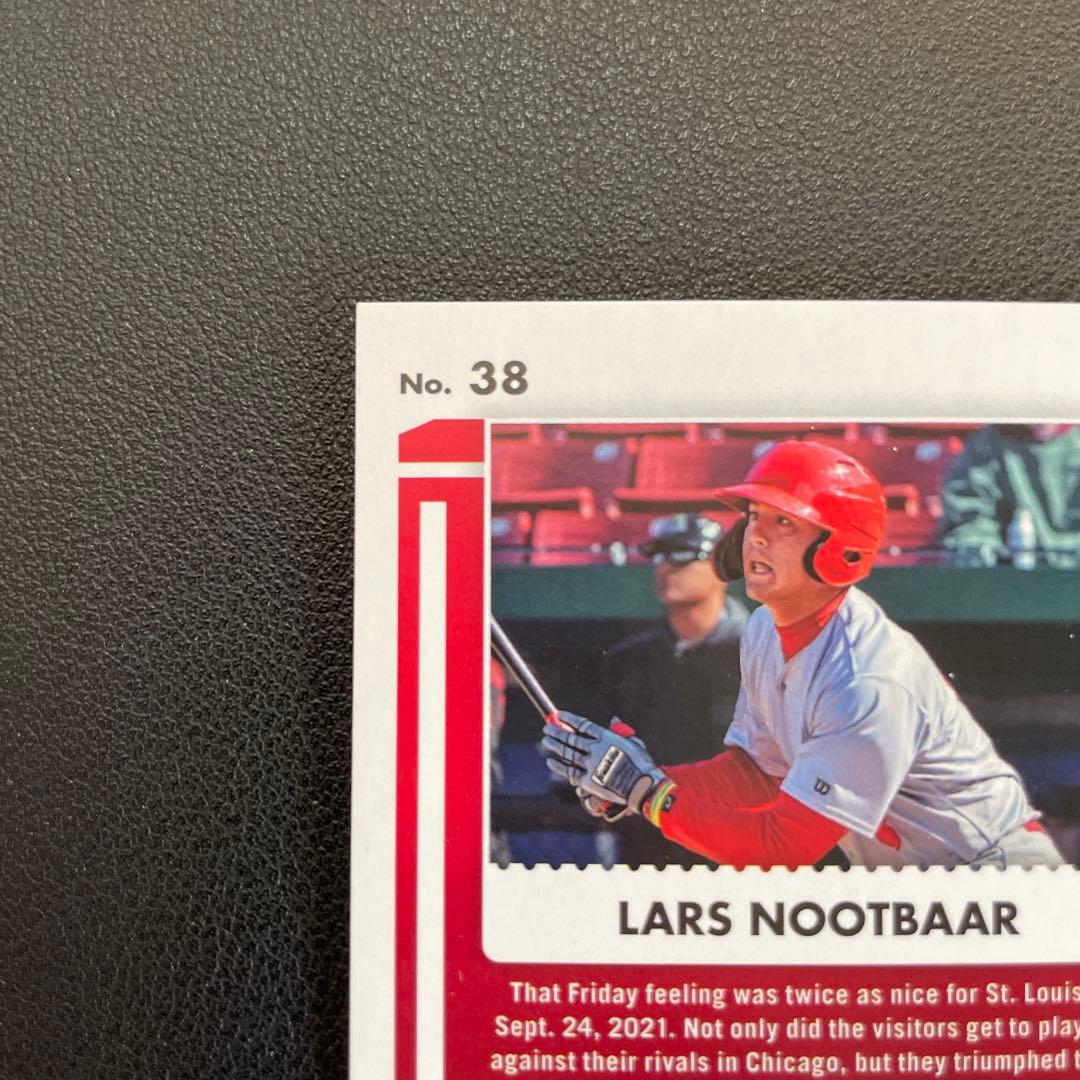 No. 38
Franklin
LARS NOOTBAAR
That Friday feeling was twice as nice for St. Louis
Sept. 24, 2021. Not only did the visitors get to play
against their rivals in Chicago, but they triumphed